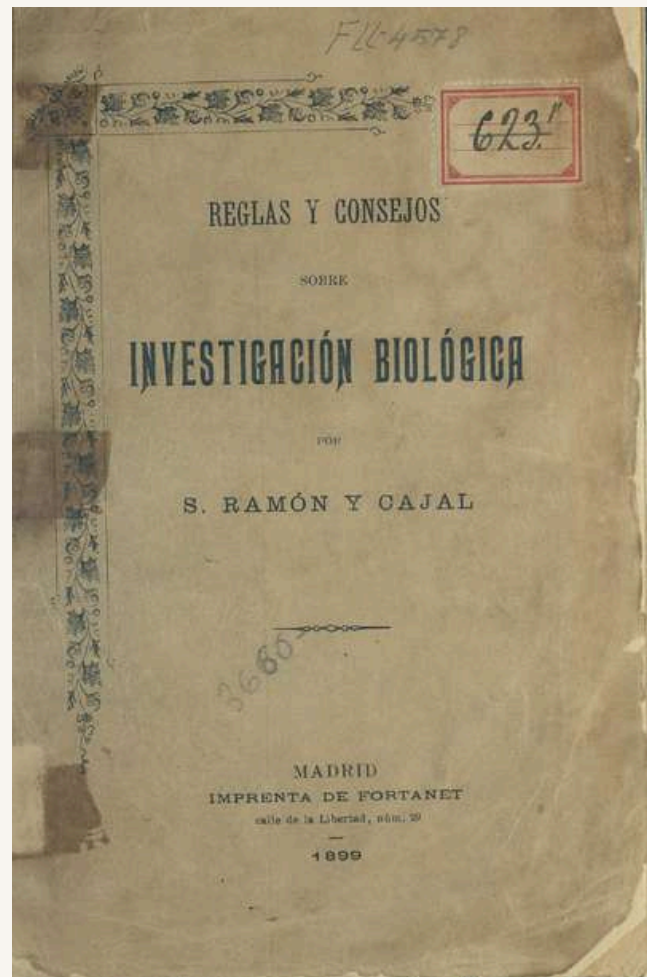 FLL-4578
623.
REGLAS Y CONSEJOS
SOBRE
INVESTIGACIÓN BIOLÓGICA
POR
S. RAMÓN Y CAJAL
3680
MADRID
IMPRENTA DE FORTANET
calle de la Libertad, núm. 29
1899